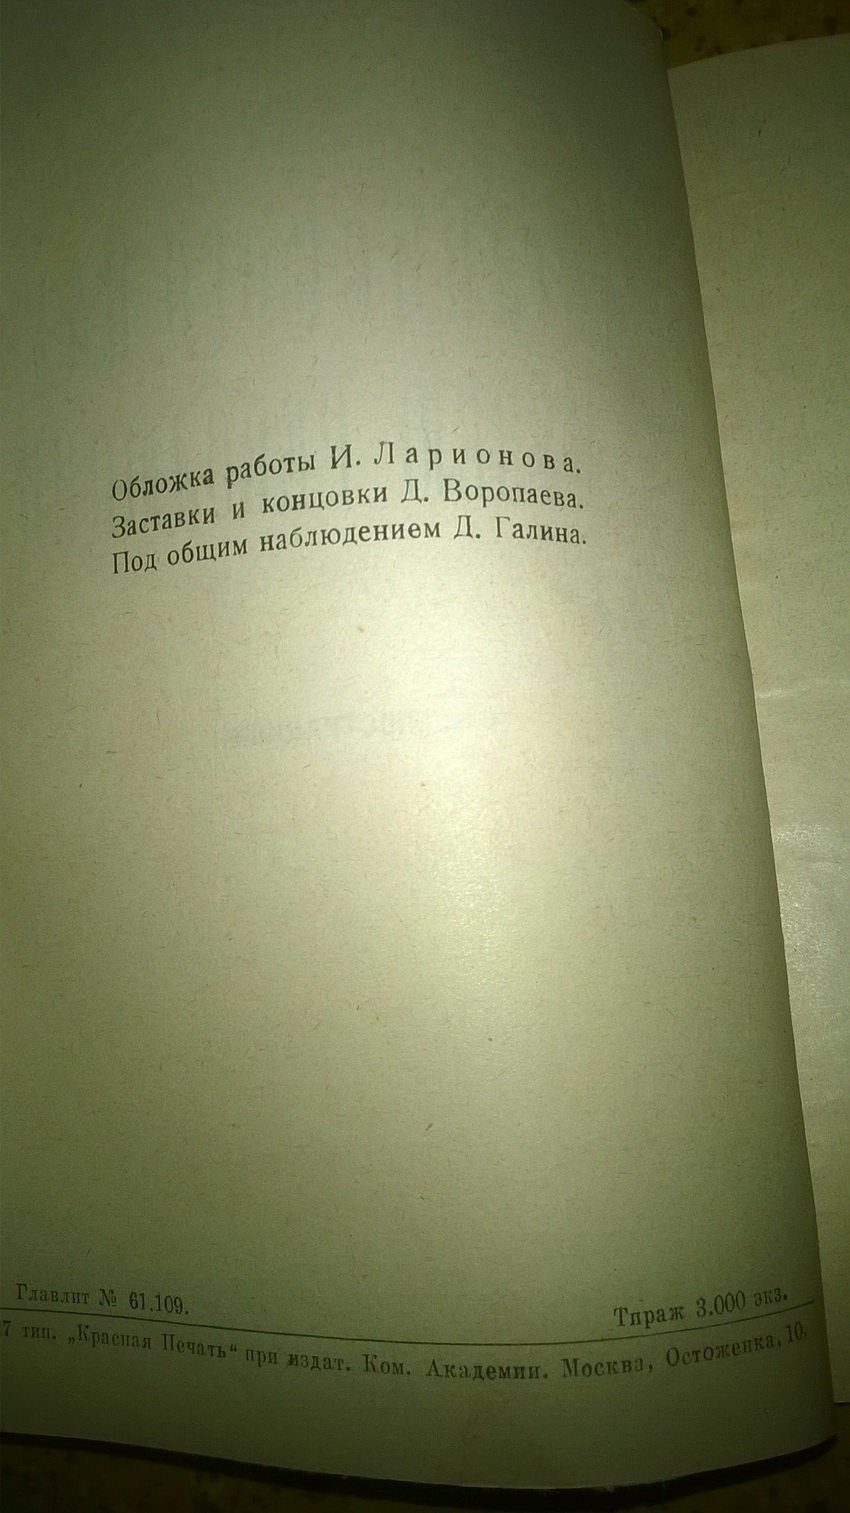 Обложка работы И. Ларионова.
Заставки и концовки Д. Воропаева.
Под общим наблюдением Д. Галина.
Главлит № 61.109.
Тираж 3.000 экз.
7 тип. „Красная Печать“ при издат. Ком. Академии. Москва, Остоженка, 10.